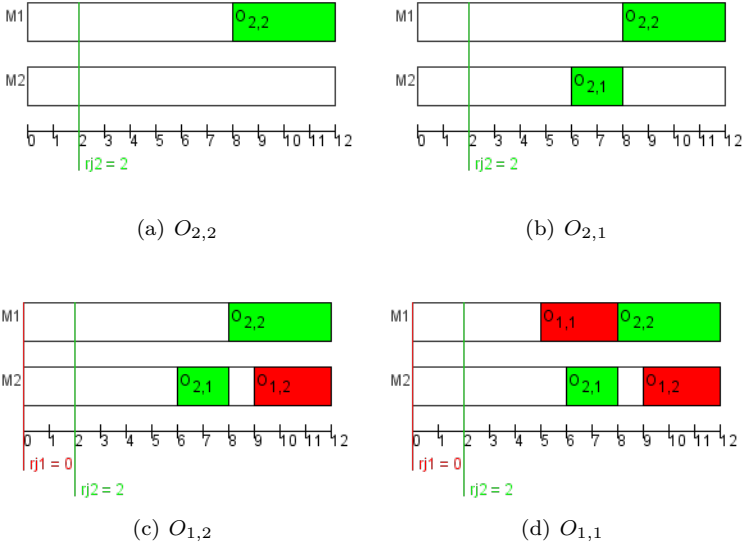 M1 O2,2
M2
0 1 2 3 4 5 6 7 8 9 10 11 12
rj2 = 2
(a) O2,2
M1 O2,2
M2 O2,1
0 1 2 3 4 5 6 7 8 9 10 11 12
rj2 = 2
(b) O2,1
M1 O2,2
M2 O2,1 O1,2
0 1 2 3 4 5 6 7 8 9 10 11 12
rj1 = 0
rj2 = 2
(c) O1,2
M1 O1,1 O2,2
M2 O2,1 O1,2
0 1 2 3 4 5 6 7 8 9 10 11 12
rj1 = 0
rj2 = 2
(d) O1,1